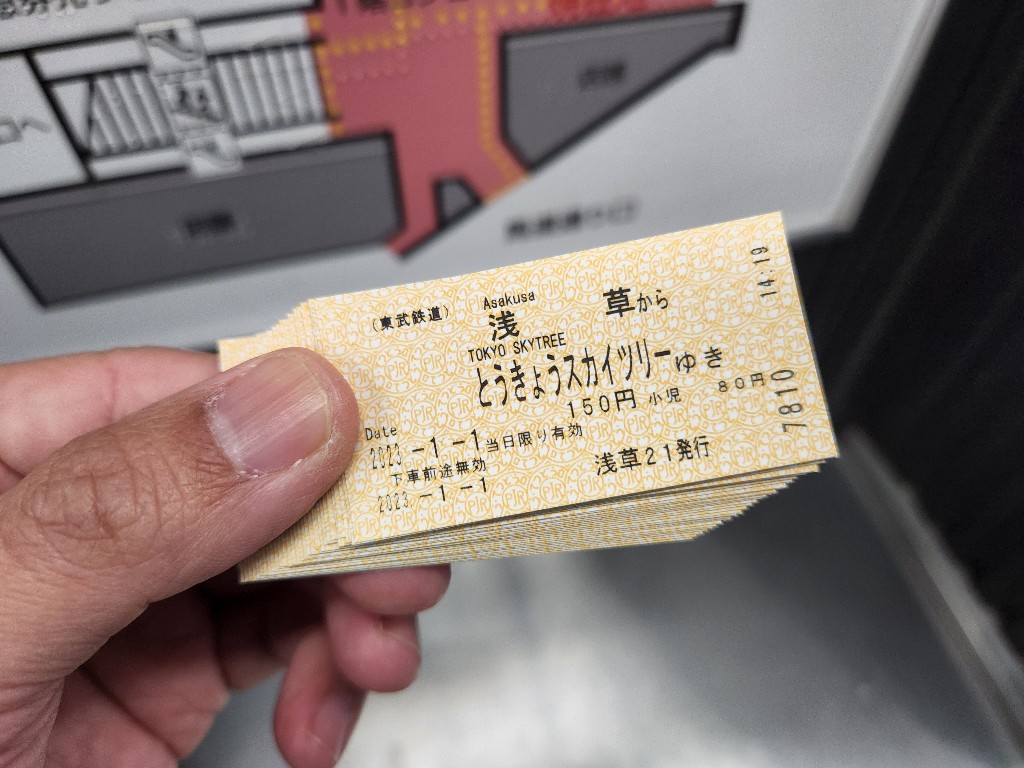 (東武鉄道)
Asakusa
浅 草から
TOKYO SKYTREE
とうきょうスカイツリーゆき
150円 小児 80円
Date
2023.-1.-1当日限り有効
下車前途無効
2023.-1.-1
浅草21発行
14:19
7810